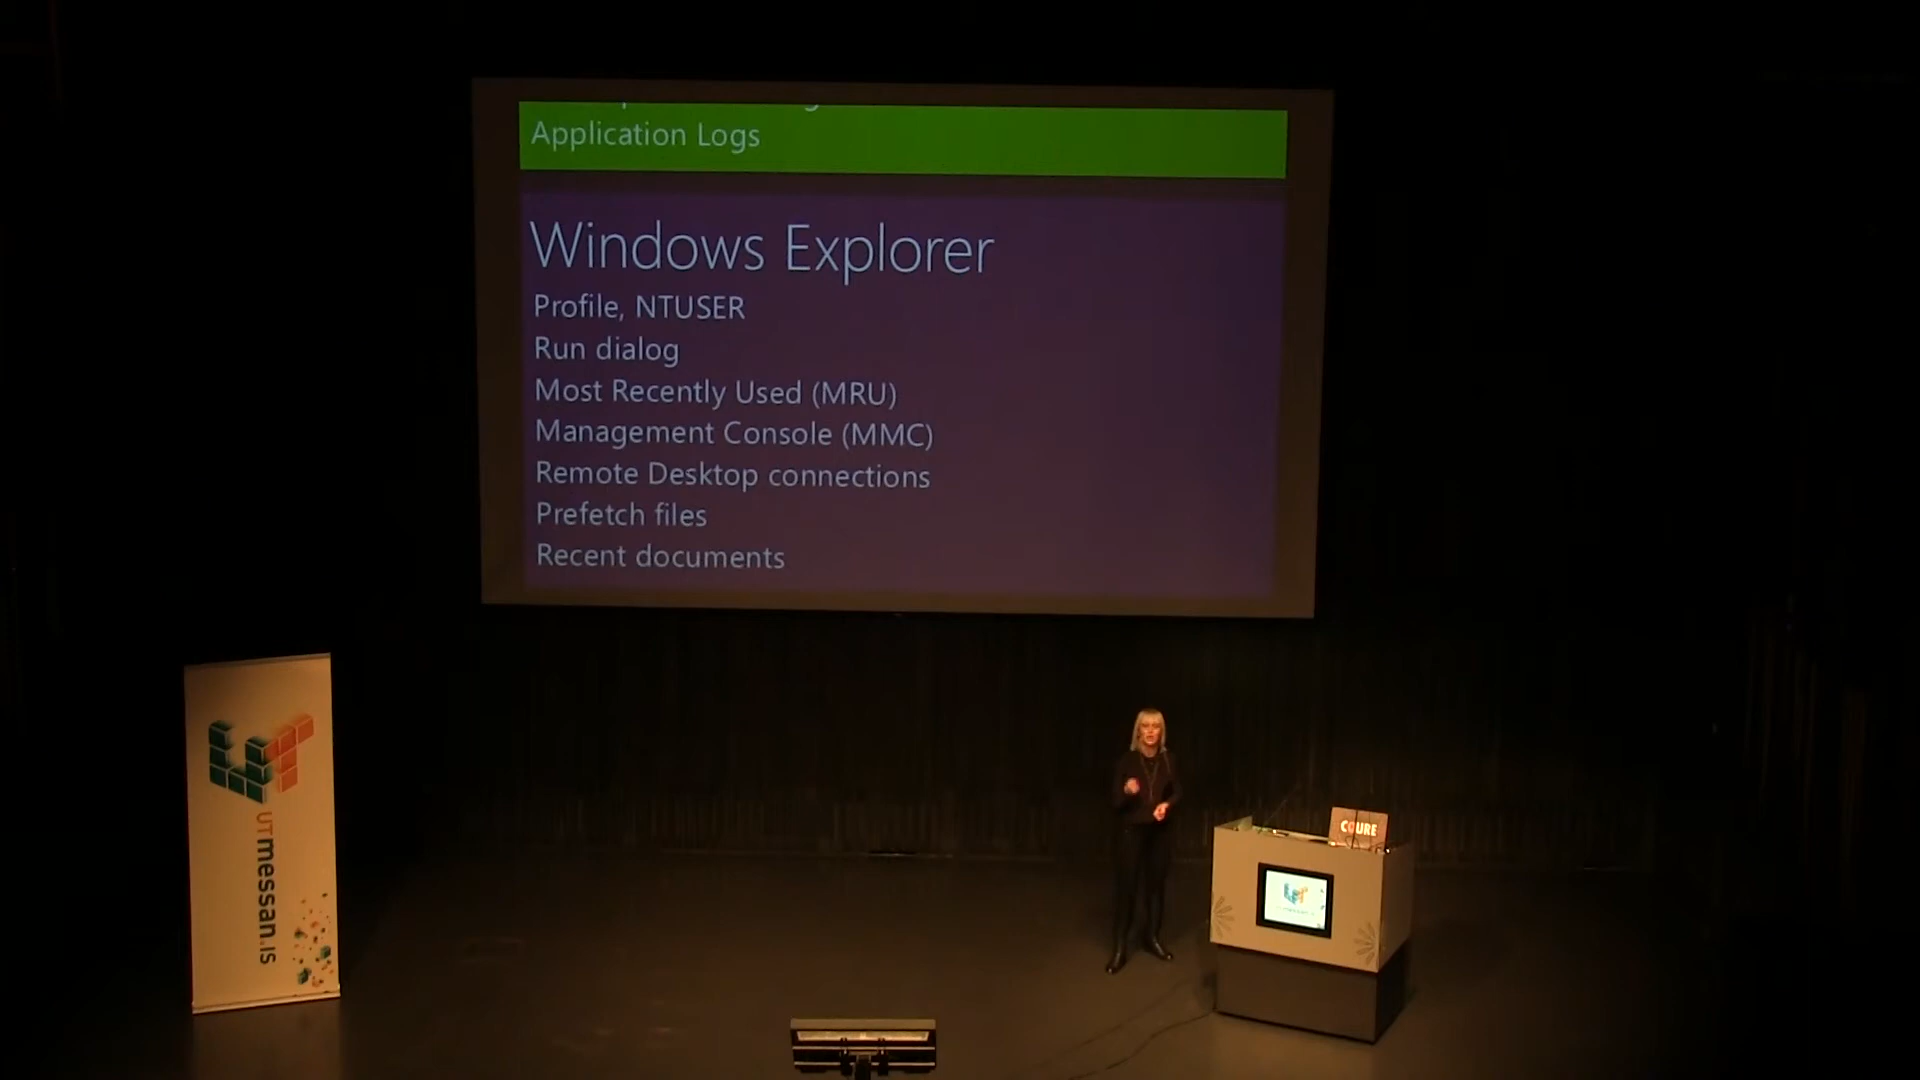 Application Logs
Windows Explorer
Profile, NTUSER
Run dialog
Most Recently Used (MRU)
Management Console (MMC)
Remote Desktop connections
Prefetch files
Recent documents
UTmessan.is
CQURE